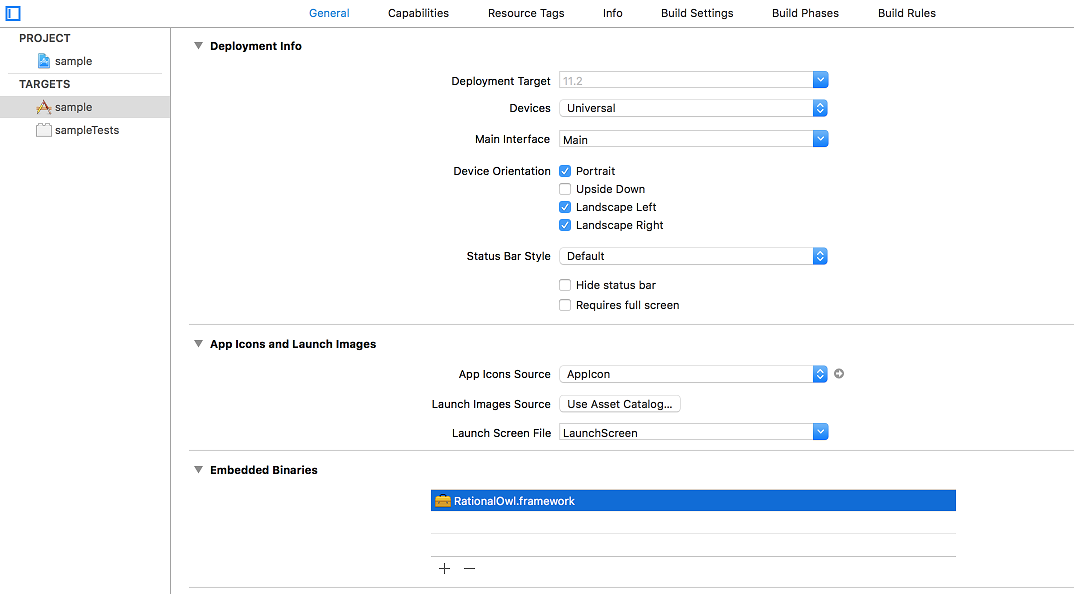 General Capabilities Resource Tags Info Build Settings Build Phases Build Rules
PROJECT
sample
TARGETS
sample
sampleTests
Deployment Info
Deployment Target 11.2
Devices Universal
Main Interface Main
Device Orientation Portrait
Upside Down
Landscape Left
Landscape Right
Status Bar Style Default
Hide status bar
Requires full screen
App Icons and Launch Images
App Icons Source AppIcon
Launch Images Source Use Asset Catalog...
Launch Screen File LaunchScreen
Embedded Binaries
RationalOwl.framework